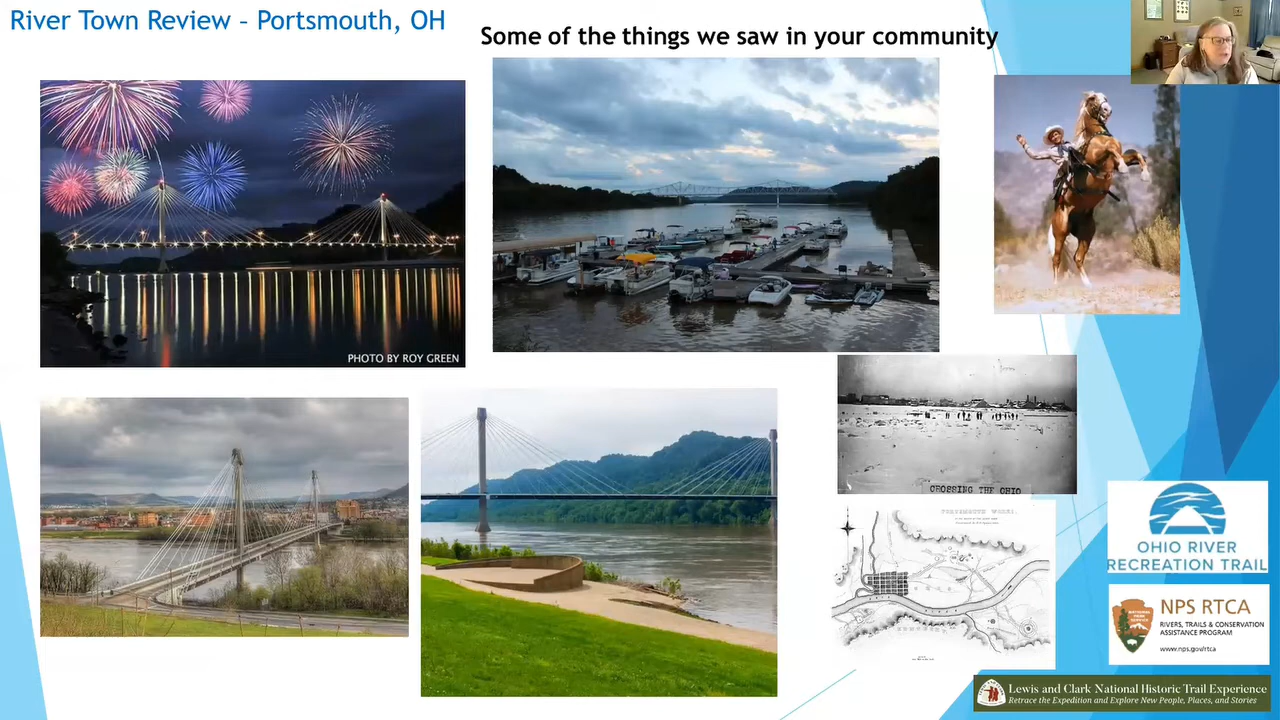 River Town Review – Portsmouth, OH
Some of the things we saw in your community
PHOTO BY ROY GREEN
CROSSING THE OHIO
PORTSMOUTH WORKS.
OHIO RIVER
RECREATION TRAIL
NPS RTCA
RIVERS, TRAILS & CONSERVATION
ASSISTANCE PROGRAM
www.nps.gov/rtca
Lewis and Clark National Historic Trail Experience
Retrace the Expedition and Explore New People, Places, and Stories